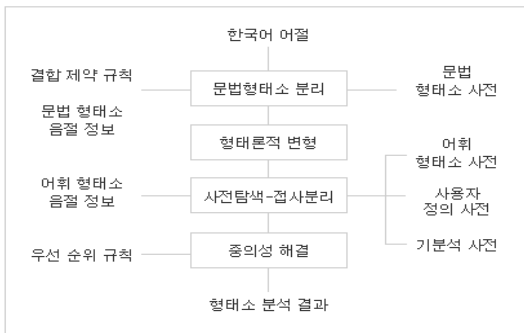 한국어 어절
결합 제약 규칙
문법형태소 분리
문법
형태소 사전
문법 형태소
음절 정보
형태론적 변형
어휘
형태소 사전
어휘 형태소
음절 정보
사전탐색-접사분리
사용자
정의 사전
우선 순위 규칙
중의성 해결
기분석 사전
형태소 분석 결과